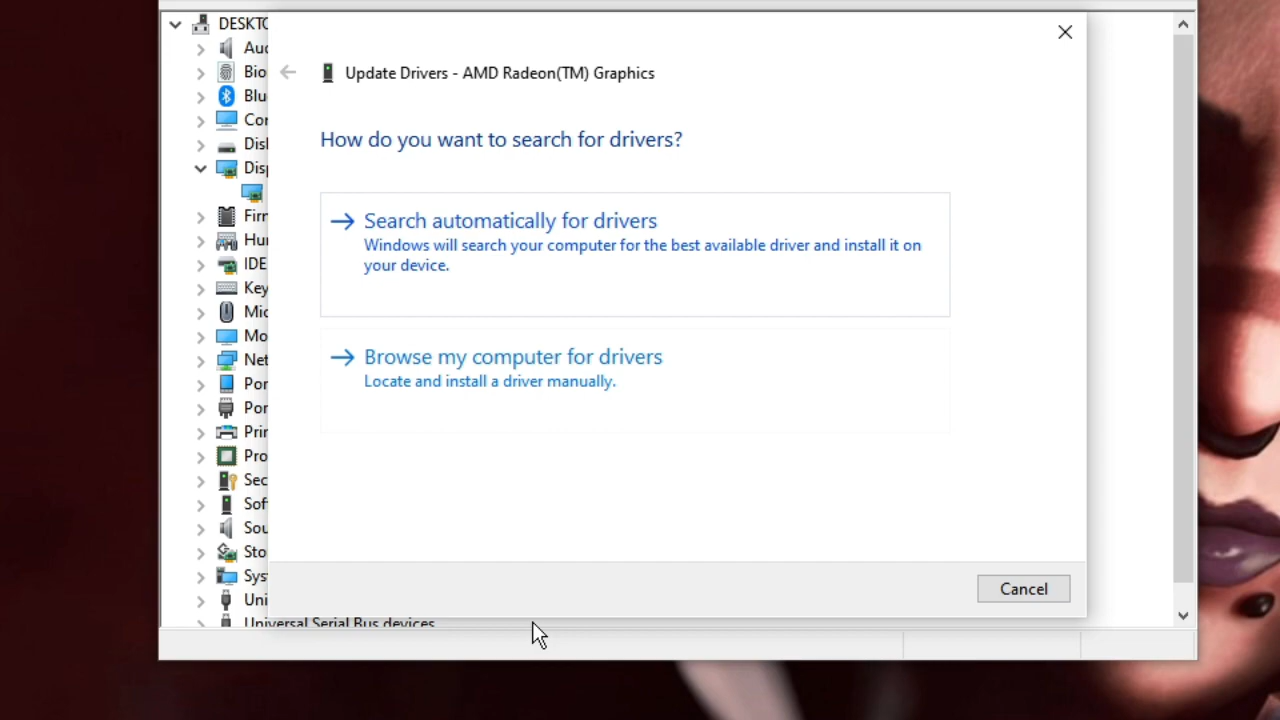 DESKTO
Update Drivers - AMD Radeon(TM) Graphics
How do you want to search for drivers?
Search automatically for drivers
Windows will search your computer for the best available driver and install it on
your device.
Browse my computer for drivers
Locate and install a driver manually.
Cancel
Aud
Bio
Blu
Cor
Disk
Disp
Firr
Hu
IDE
Key
Mic
Mo
Net
Por
Por
Prin
Pro
Sec
Sof
Sou
Sto
Sys
Uni
Universal Serial Bus devices